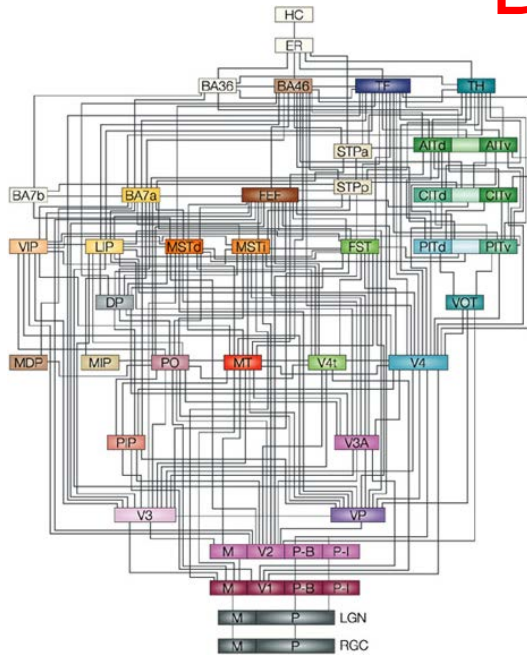 HC
ER
BA36 BA46 TF TH
STPa AITd AITv
BA7b BA7a FEF STPp CITd CITv
VIP LIP MSTd MSTi FST PITd PITv
DP VOT
MDP MIP PO MT V4t V4
PIP V3A
V3 VP
M V2 P-B P-I
M V1 P-B P-I
M P LGN
M P RGC